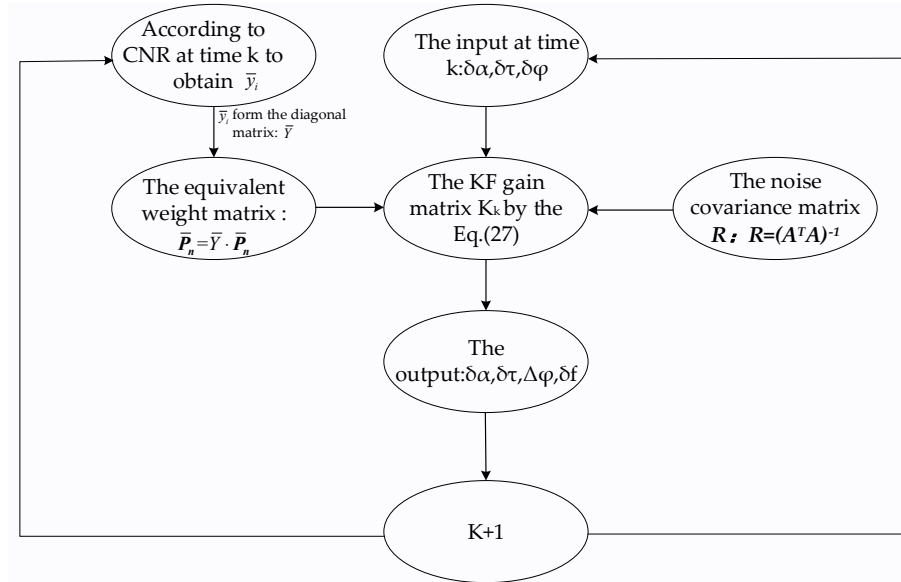 According to
CNR at time k to
obtain ȳᵢ
ȳᵢ form the diagonal
matrix: Ȳ
The equivalent
weight matrix :
P̄ₙ=Ȳ · P̄ₙ
The input at time
k:δα,δτ,δφ
The KF gain
matrix Kₖ by the
Eq.(27)
The noise
covariance matrix
R：R=(AᵀA)⁻¹
The
output:δα,δτ,Δφ,δf
K+1